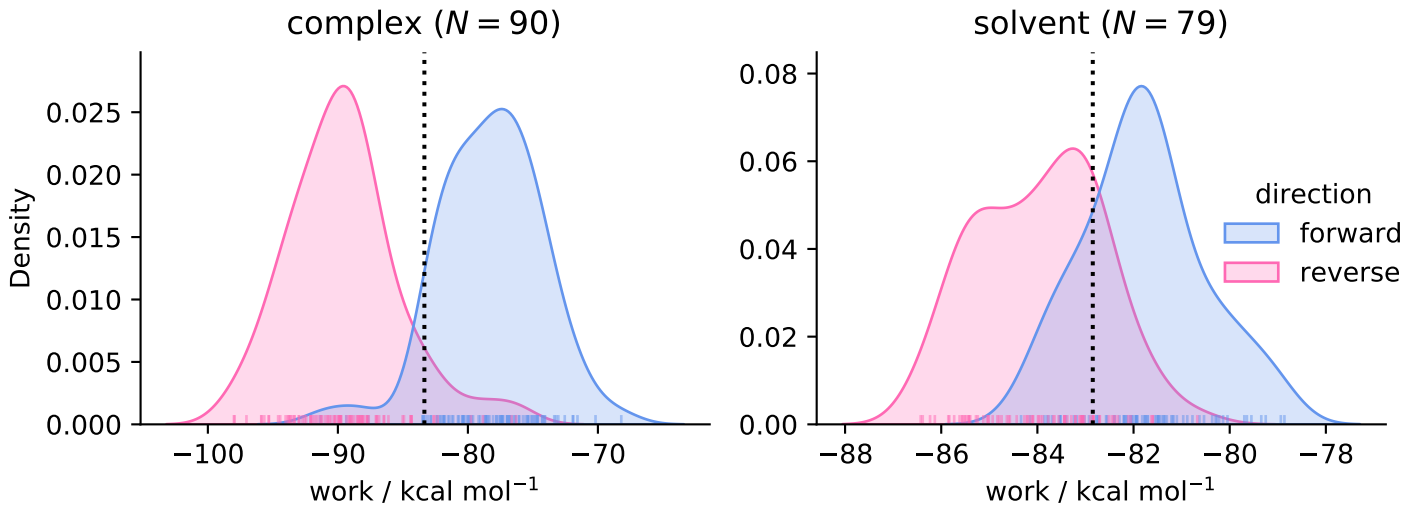 complex (N = 90)
Density
0.025
0.020
0.015
0.010
0.005
0.000
−100
−90
−80
−70
work / kcal mol⁻¹
solvent (N = 79)
0.08
0.06
0.04
0.02
0.00
−88
−86
−84
−82
−80
−78
work / kcal mol⁻¹
direction
forward
reverse